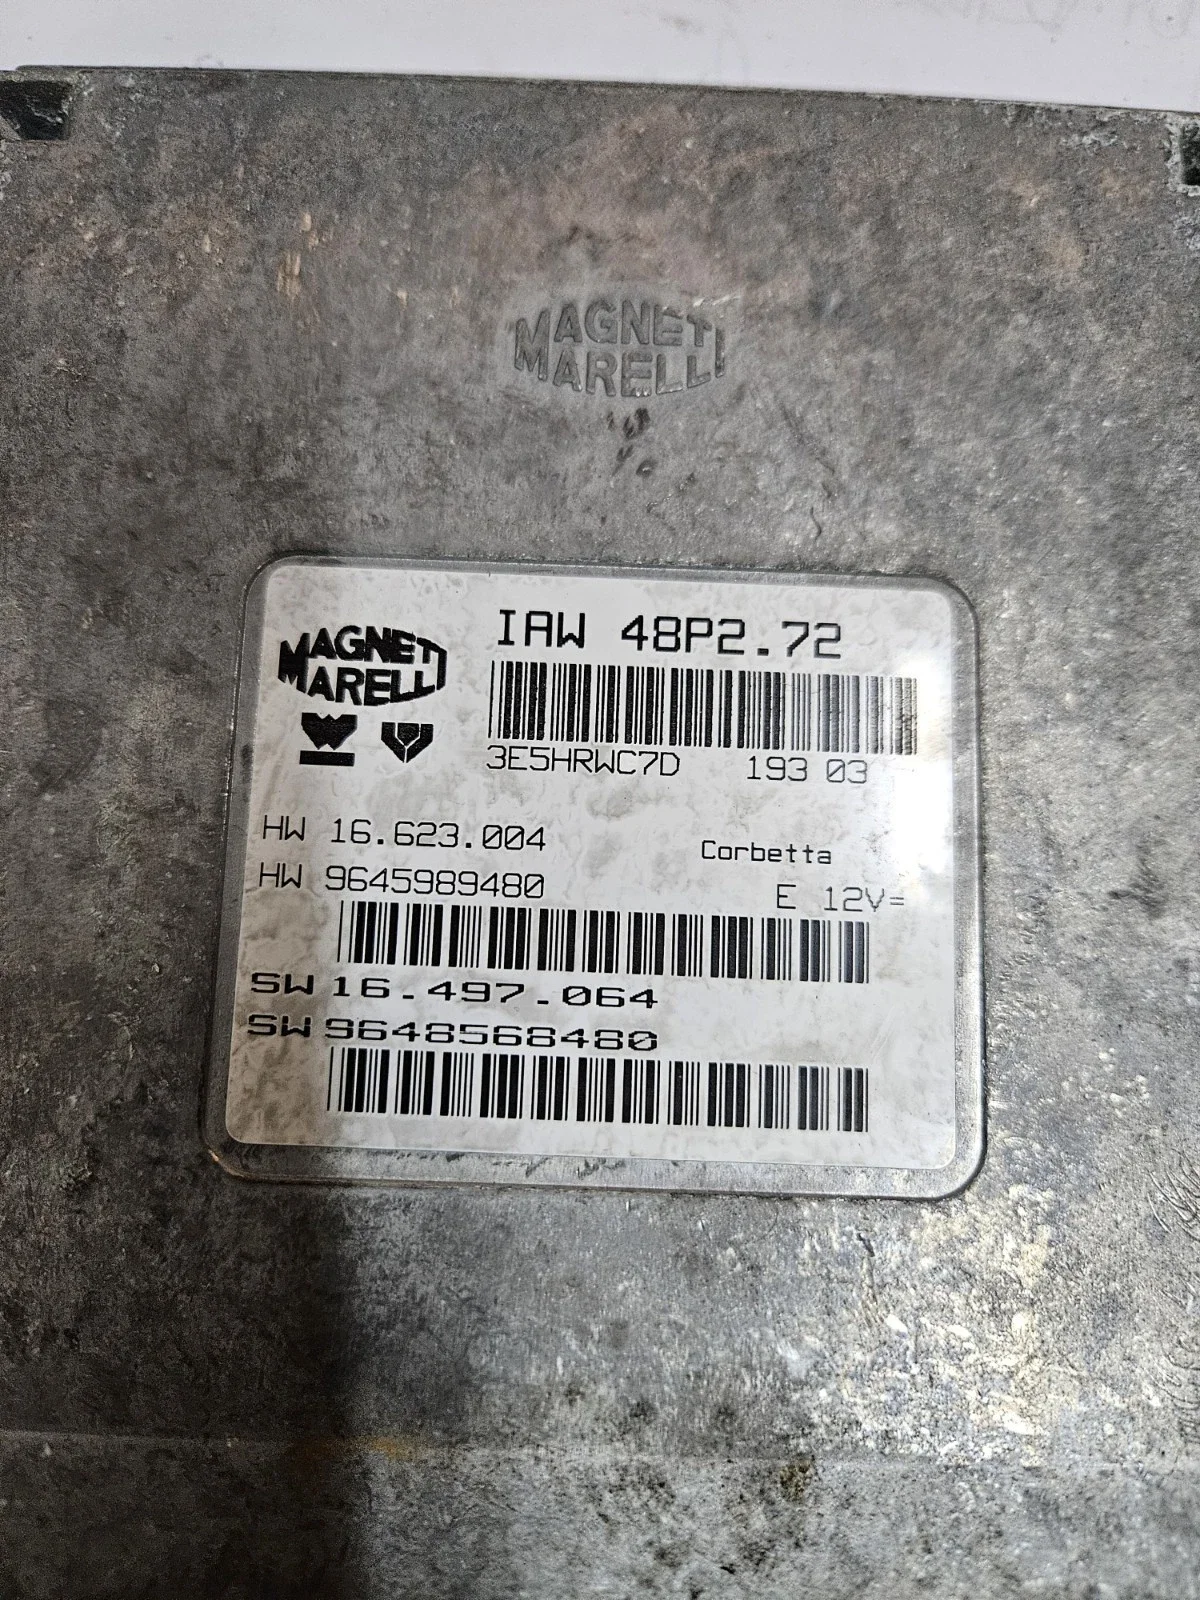 MAGNETI
MARELLI
MAGNETI
MARELLI
IAW 48P2.72
3E5HRWC7D 193 03
HW 16.623.004
Corbetta
HW 9645989480
E 12V=
SW 16.497.064
SW 9648568480